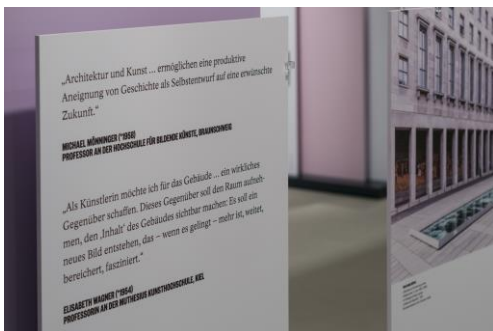 „Architektur und Kunst ... ermöglichen eine produktive
Aneignung von Geschichte als Selbstentwurf auf eine erwünschte
Zukunft.“
MICHAEL MÖNNINGER (*1958)
PROFESSOR AN DER HOCHSCHULE FÜR BILDENDE KÜNSTE, BRAUNSCHWEIG
„Als Künstlerin möchte ich für das Gebäude ... ein wirkliches
Gegenüber schaffen. Dieses Gegenüber soll den Raum aufneh-
men, den ‚Inhalt‘ des Gebäudes sichtbar machen: Es soll ein
neues Bild entstehen, das – wenn es gelingt – mehr ist, weitet,
bereichert, fasziniert.“
ELISABETH WAGNER (*1954)
PROFESSORIN AN DER MUTHESIUS KUNSTHOCHSCHULE, KIEL